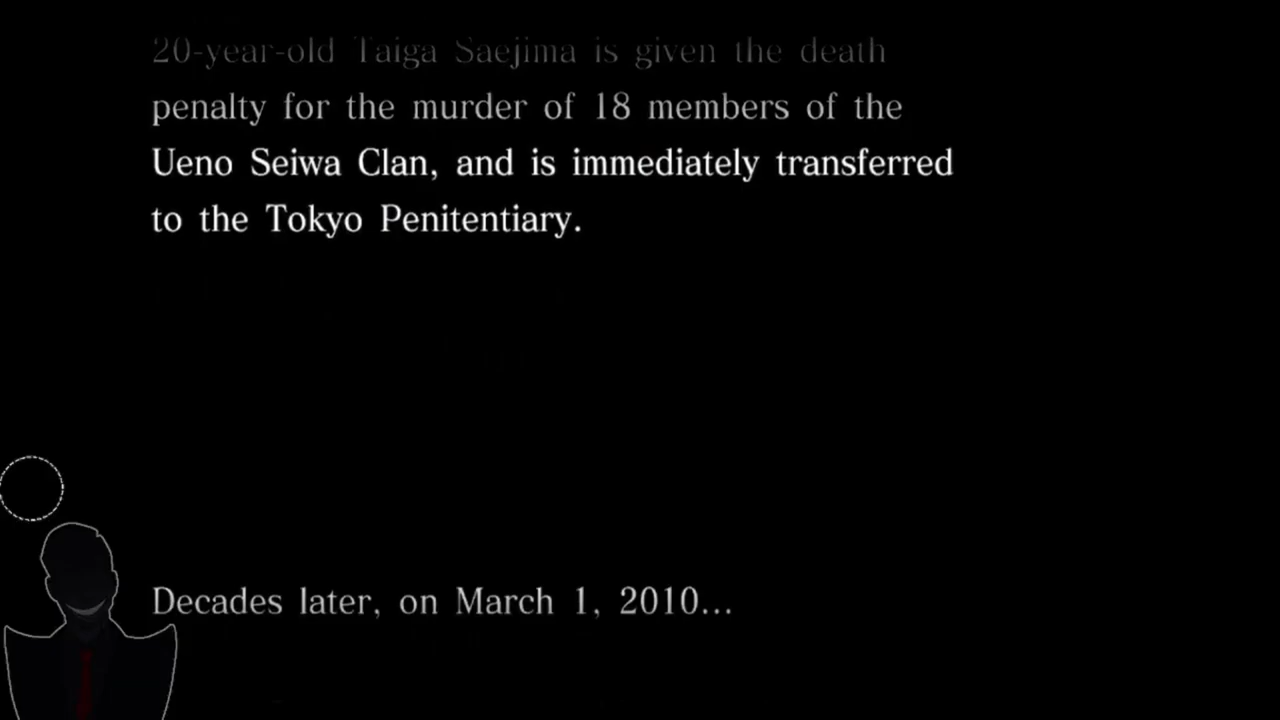 20-year-old Taiga Saejima is given the death
penalty for the murder of 18 members of the
Ueno Seiwa Clan, and is immediately transferred
to the Tokyo Penitentiary.
Decades later, on March 1, 2010...